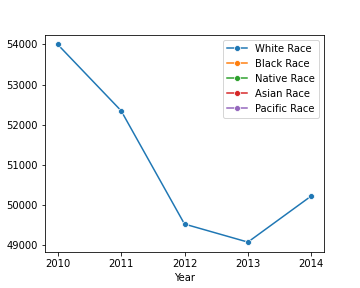 54000
53000
52000
51000
50000
49000
2010
2011
2012
2013
2014
Year
White Race
Black Race
Native Race
Asian Race
Pacific Race